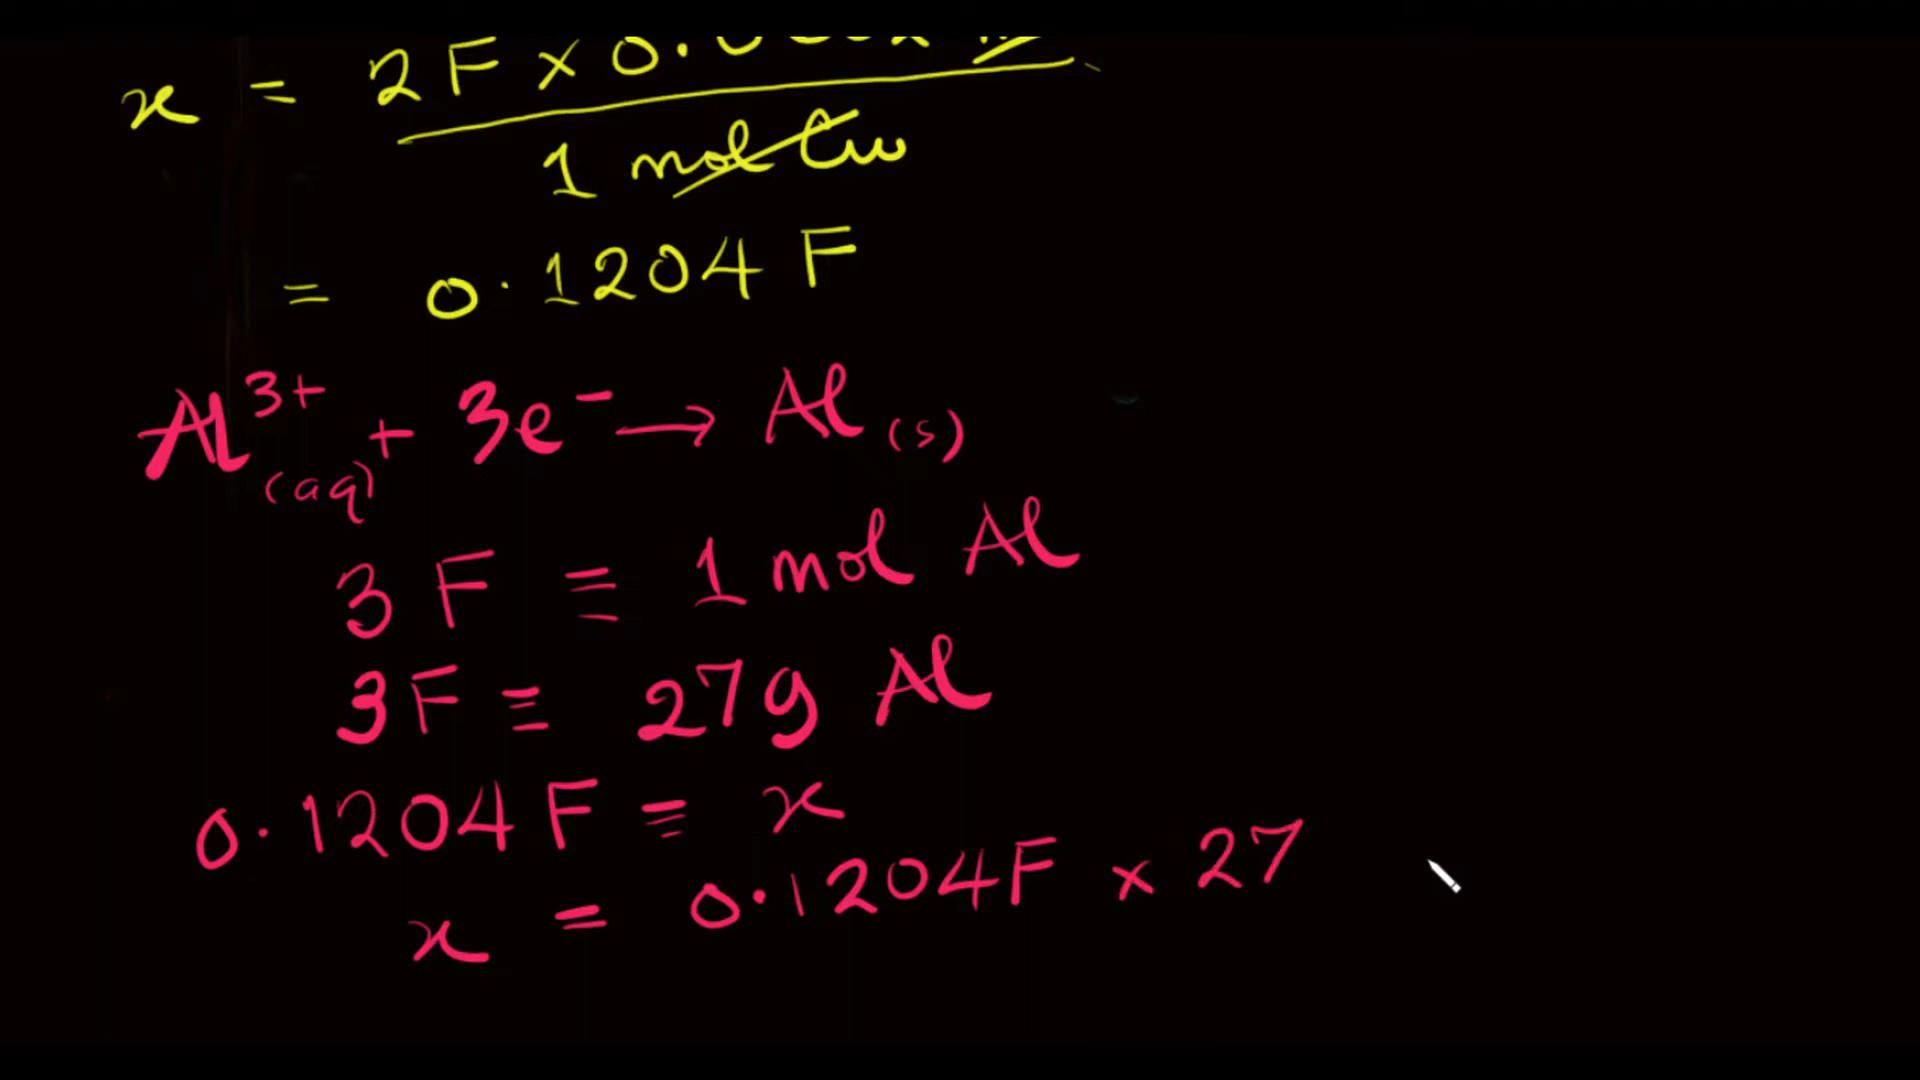 x = 2F × 0.
1 mol Cu
= 0.1204 F
Al³⁺(aq) + 3e⁻ → Al(s)
3 F ≡ 1 mol Al
3F ≡ 27g Al
0.1204 F ≡ x
x = 0.1204F × 27